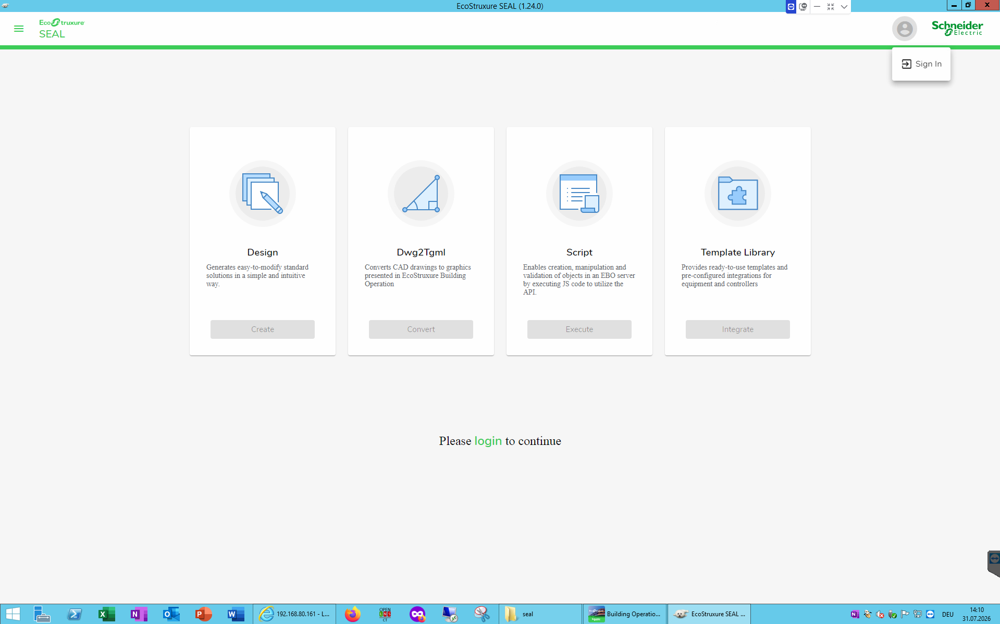 EcoStruxure SEAL (1.24.0)
EcoStruxure
SEAL
Schneider
Electric
Sign In
Design
Generates easy-to-modify standard
solutions in a simple and intuitive
way.
Create
Dwg2Tgml
Converts CAD drawings to graphics
presented in EcoStruxure Building
Operation
Convert
Script
Enables creation, manipulation and
validation of objects in an EBO server
by executing JS code to utilize the
API.
Execute
Template Library
Provides ready-to-use templates and
pre-configured integrations for
equipment and controllers
Integrate
Please login to continue
192.168.80.161 - L...
OPEN
LNS
CT
seal
Building Operatio...
EcoStruxure SEAL ...
DEU
14:10
31.07.2026